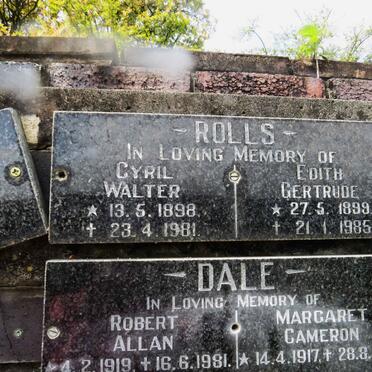 - ROLLS -
IN LOVING MEMORY OF
CYRIL EDITH
WALTER GERTRUDE
★ 13.5.1898. ★ 27.5.1899.
✝ 23.4.1981 ✝ 21.1.1985
- DALE -
IN LOVING MEMORY OF
ROBERT MARGARET
ALLAN CAMERON
★ 4.2.1919. ✝ 16.6.1981. ★ 14.4.1917. ✝ 28.8.